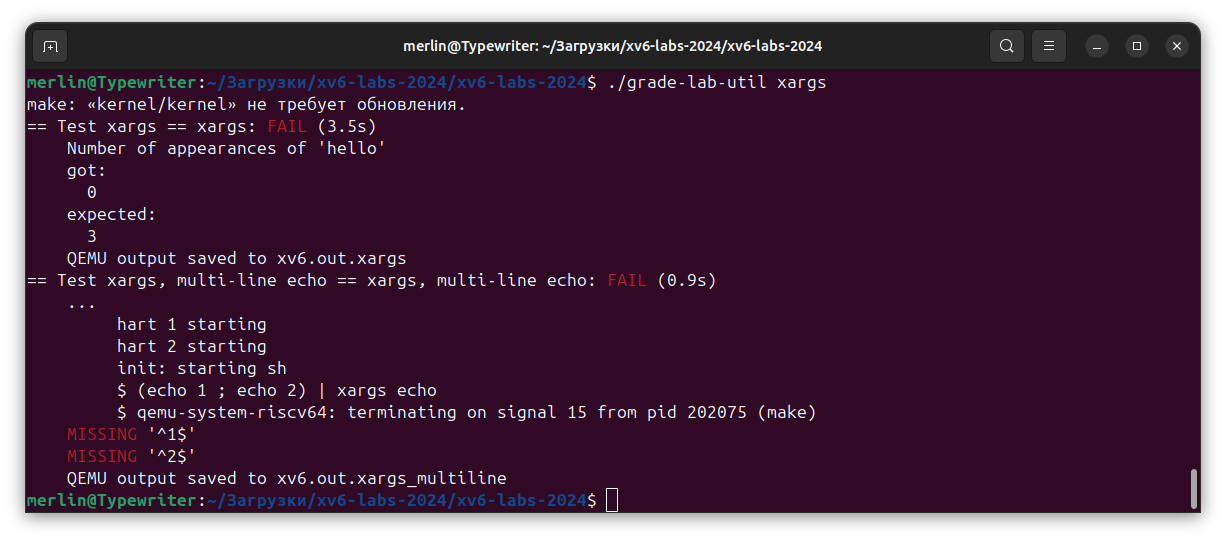 merlin@Typewriter: ~/Загрузки/xv6-labs-2024/xv6-labs-2024
merlin@Typewriter:~/Загрузки/xv6-labs-2024/xv6-labs-2024$ ./grade-lab-util xargs
make: «kernel/kernel» не требует обновления.
== Test xargs == xargs: FAIL (3.5s)
    Number of appearances of 'hello'
    got:
      0
    expected:
      3
    QEMU output saved to xv6.out.xargs
== Test xargs, multi-line echo == xargs, multi-line echo: FAIL (0.9s)
    ...
         hart 1 starting
         hart 2 starting
         init: starting sh
         $ (echo 1 ; echo 2) | xargs echo
         $ qemu-system-riscv64: terminating on signal 15 from pid 202075 (make)
    MISSING '^1$'
    MISSING '^2$'
    QEMU output saved to xv6.out.xargs_multiline
merlin@Typewriter:~/Загрузки/xv6-labs-2024/xv6-labs-2024$